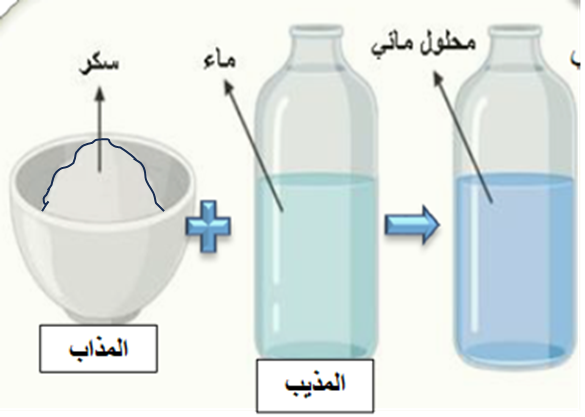 سكر
ماء
محلول مائي
المذاب
المذيب